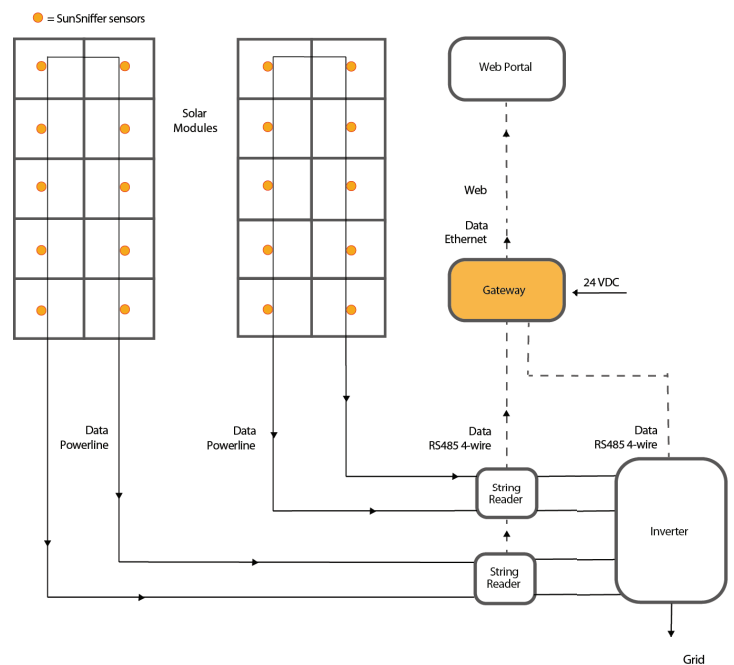 = SunSniffer sensors
Web Portal
Solar
Modules
Web
Data
Ethernet
Gateway
24 VDC
Data
Powerline
Data
Powerline
Data
RS485 4-wire
Data
RS485 4-wire
String
Reader
Inverter
String
Reader
Grid